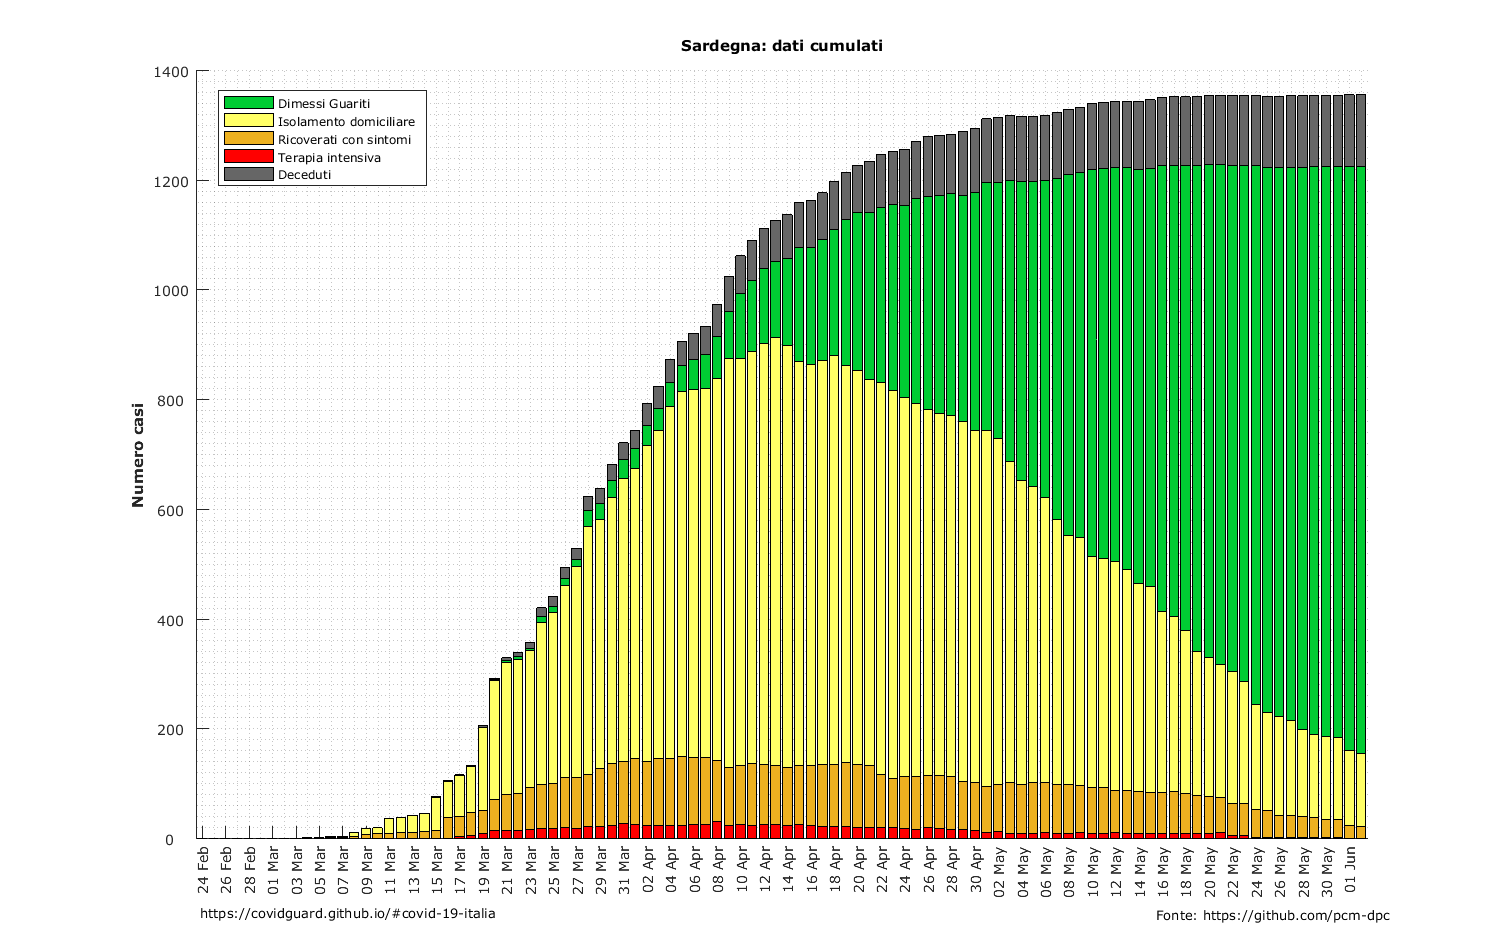 Sardegna: dati cumulati
1400
1200
1000
800
600
400
200
0
Numero casi
Dimessi Guariti
Isolamento domiciliare
Ricoverati con sintomi
Terapia intensiva
Deceduti
24 Feb
26 Feb
28 Feb
01 Mar
03 Mar
05 Mar
07 Mar
09 Mar
11 Mar
13 Mar
15 Mar
17 Mar
19 Mar
21 Mar
23 Mar
25 Mar
27 Mar
29 Mar
31 Mar
02 Apr
04 Apr
06 Apr
08 Apr
10 Apr
12 Apr
14 Apr
16 Apr
18 Apr
20 Apr
22 Apr
24 Apr
26 Apr
28 Apr
30 Apr
02 May
04 May
06 May
08 May
10 May
12 May
14 May
16 May
18 May
20 May
22 May
24 May
26 May
28 May
30 May
01 Jun
https://covidguard.github.io/#covid-19-italia
Fonte: https://github.com/pcm-dpc